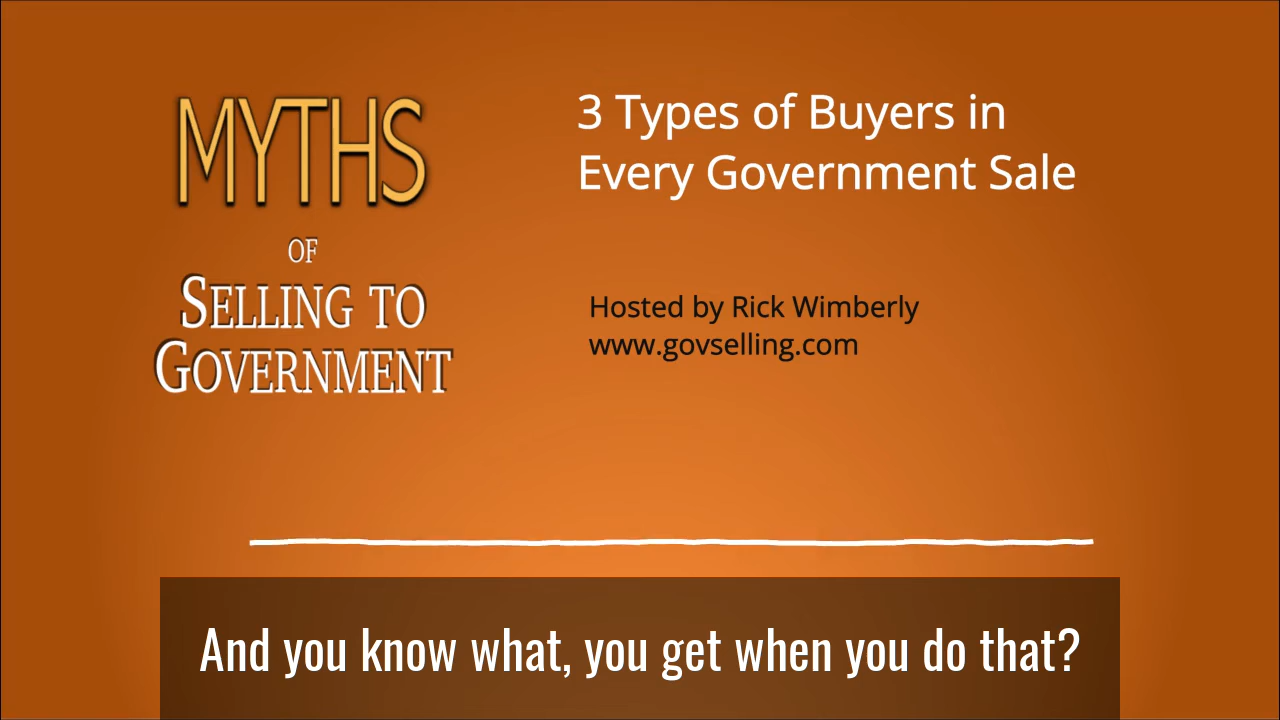 MYTHS
OF
SELLING TO
GOVERNMENT
3 Types of Buyers in
Every Government Sale
Hosted by Rick Wimberly
www.govselling.com
And you know what, you get when you do that?